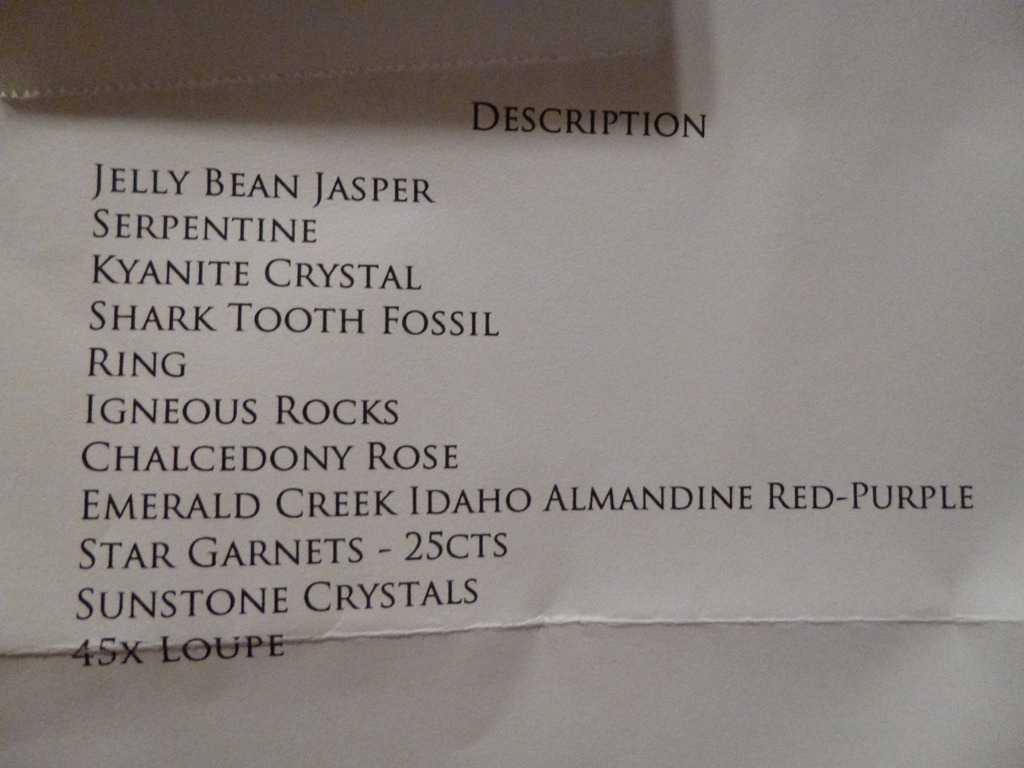 DESCRIPTION
JELLY BEAN JASPER
SERPENTINE
KYANITE CRYSTAL
SHARK TOOTH FOSSIL
RING
IGNEOUS ROCKS
CHALCEDONY ROSE
EMERALD CREEK IDAHO ALMANDINE RED-PURPLE
STAR GARNETS - 25CTS
SUNSTONE CRYSTALS
45X LOUPE